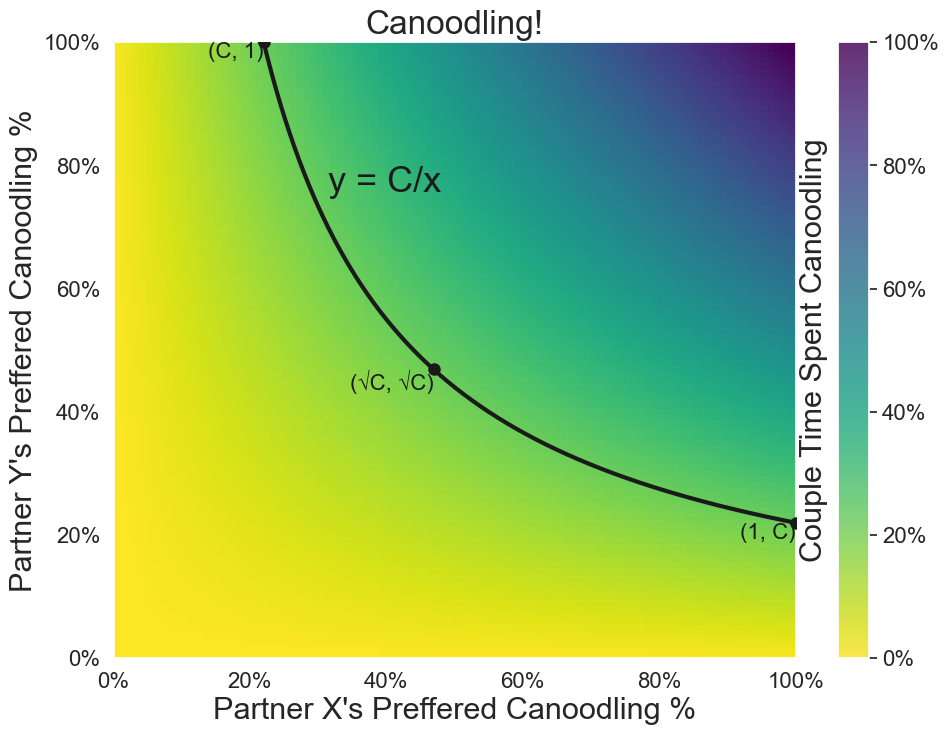 Canoodling!
100%
80%
60%
40%
20%
0%
Partner Y's Preffered Canoodling %
(C, 1)
y = C/x
(√C, √C)
(1, C)
0%
20%
40%
60%
80%
100%
Partner X's Preffered Canoodling %
Couple Time Spent Canoodling
100%
80%
60%
40%
20%
0%